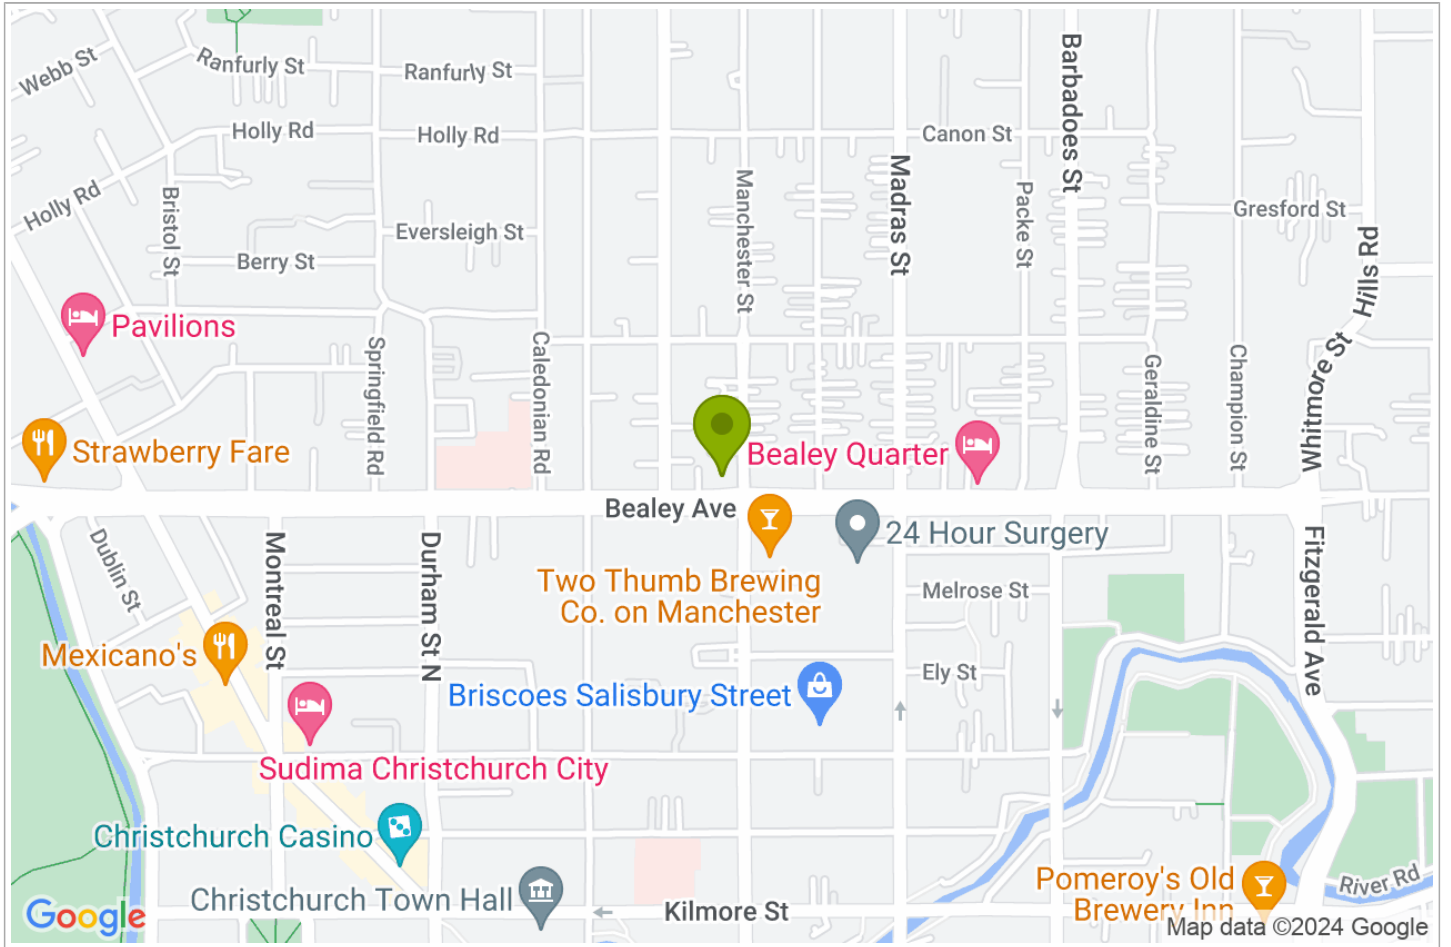 Webb St
Ranfurly St
Ranfurly St
Barbadoes St
Holly Rd
Holly Rd
Canon St
Holly Rd
Bristol St
Manchester St
Madras St
Packe St
Gresford St
Eversleigh St
Berry St
Hills Rd
Pavilions
Springfield Rd
Caledonian Rd
Geraldine St
Champion St
Whitmore St
Strawberry Fare
Bealey Quarter
Bealey Ave
24 Hour Surgery
Dublin St
Montreal St
Durham St N
Fitzgerald Ave
Two Thumb Brewing
Co. on Manchester
Melrose St
Mexicano's
Ely St
Briscoes Salisbury Street
Sudima Christchurch City
Christchurch Casino
Christchurch Town Hall
Kilmore St
Pomeroy's Old
Brewery Inn
River Rd
Google
Map data ©2024 Google